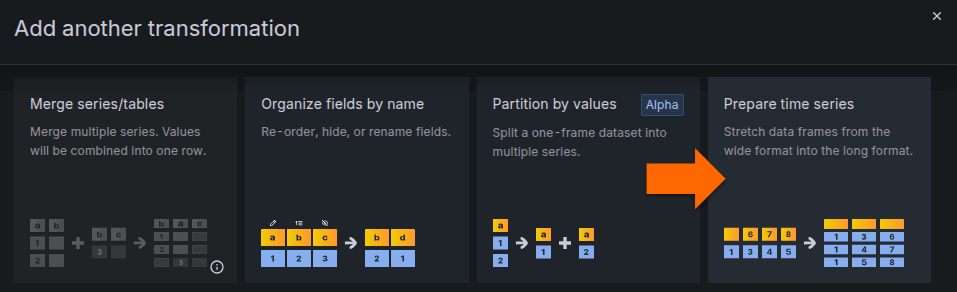 Add another transformation
Merge series/tables
Merge multiple series. Values
will be combined into one row.
a b
1
2
b c
3
b a c
1
2
3
Organize fields by name
Re-order, hide, or rename fields.
a b c
1 2 3
b d
2 1
Partition by values
Alpha
Split a one-frame dataset into
multiple series.
a
1
2
a
1
a
2
Prepare time series
Stretch data frames from the
wide format into the long format.
6 7 8
1 3 4 5
1 3 6
1 4 7
1 5 8